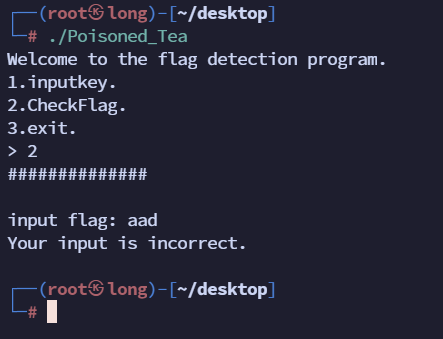 ┌──(root㉿long)-[~/desktop]
└─# ./Poisoned_Tea
Welcome to the flag detection program.
1.inputkey.
2.CheckFlag.
3.exit.
> 2
##############
input flag: aad
Your input is incorrect.
┌──(root㉿long)-[~/desktop]
└─#